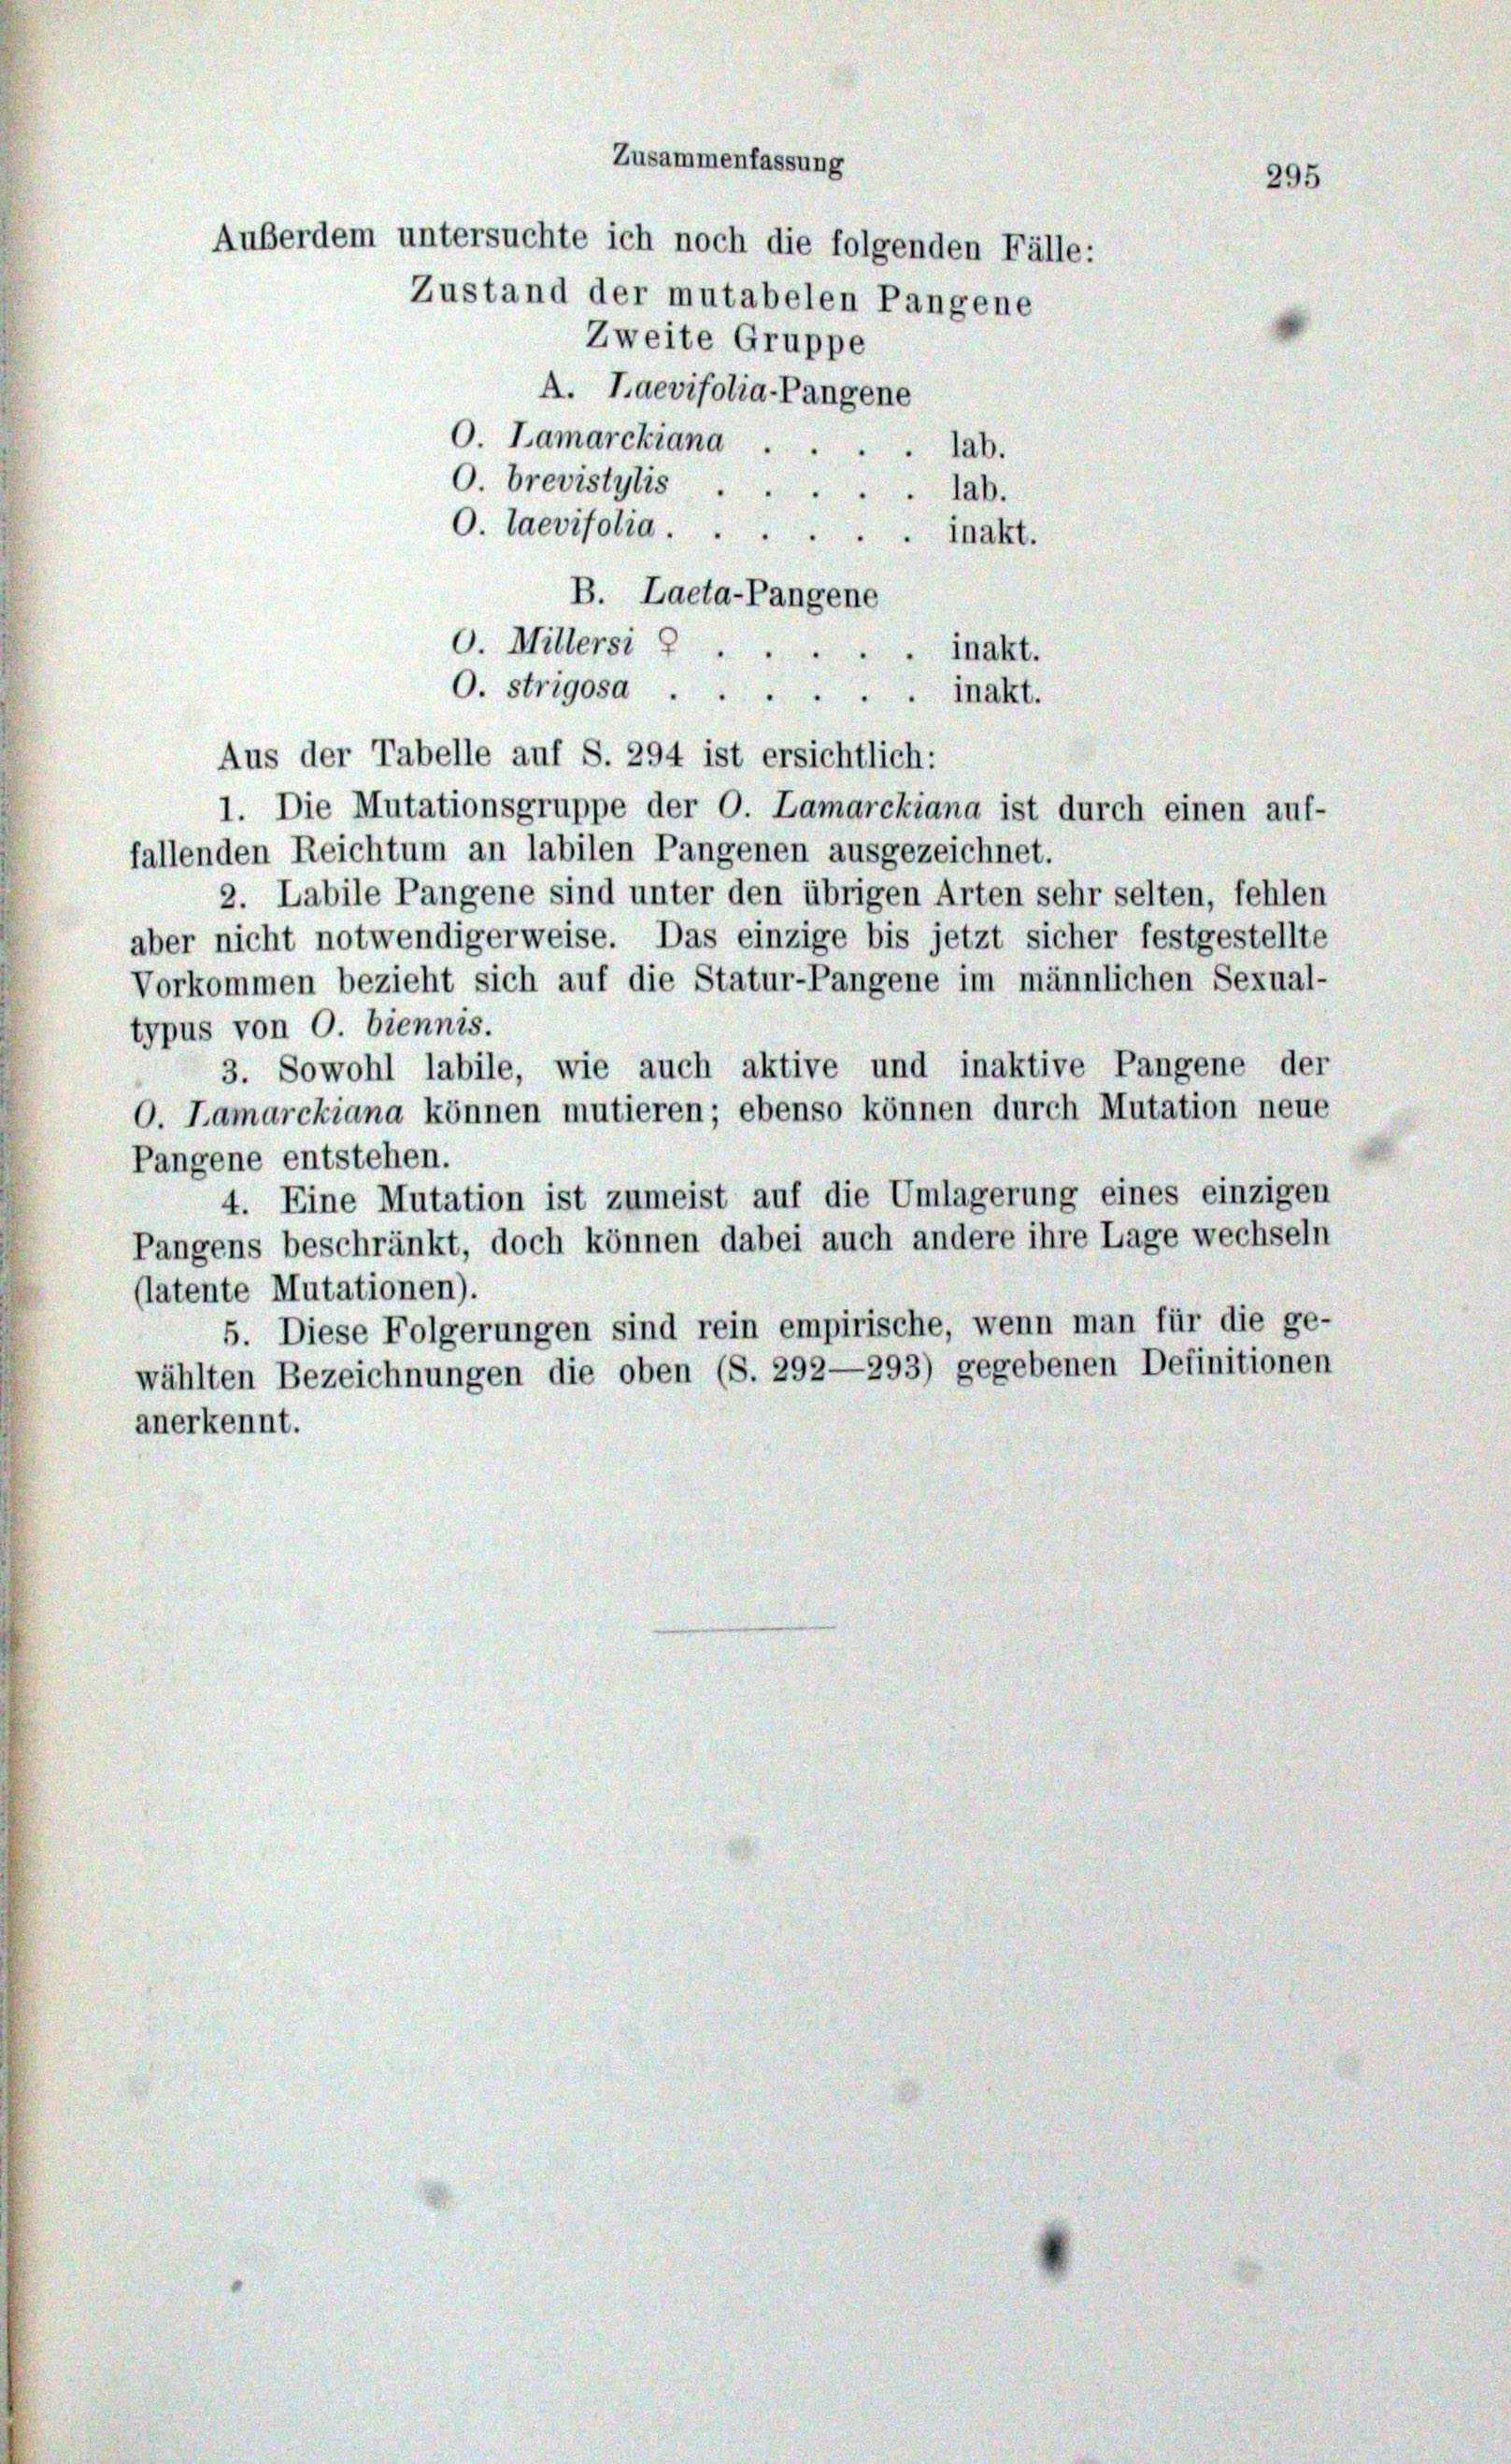 Zusammenfassung 295
Außerdem untersuchte ich noch die folgenden Fälle:
Zustand der mutabelen Pangene
Zweite Gruppe
A. Laevifolia-Pangene
O. Lamarckiana . . . . lab.
O. brevistylis . . . . . . lab.
O. laevifolia . . . . . . . inakt.
B. Laeta-Pangene
O. Millersi ♀ . . . . . . inakt.
O. strigosa . . . . . . . inakt.
Aus der Tabelle auf S. 294 ist ersichtlich:
1. Die Mutationsgruppe der O. Lamarckiana ist durch einen auf-
fallenden Reichtum an labilen Pangenen ausgezeichnet.
2. Labile Pangene sind unter den übrigen Arten sehr selten, fehlen
aber nicht notwendigerweise. Das einzige bis jetzt sicher festgestellte
Vorkommen bezieht sich auf die Statur-Pangene im männlichen Sexual-
typus von O. biennis.
3. Sowohl labile, wie auch aktive und inaktive Pangene der
O. Lamarckiana können mutieren; ebenso können durch Mutation neue
Pangene entstehen.
4. Eine Mutation ist zumeist auf die Umlagerung eines einzigen
Pangens beschränkt, doch können dabei auch andere ihre Lage wechseln
(latente Mutationen).
5. Diese Folgerungen sind rein empirische, wenn man für die ge-
wählten Bezeichnungen die oben (S. 292—293) gegebenen Definitionen
anerkennt.